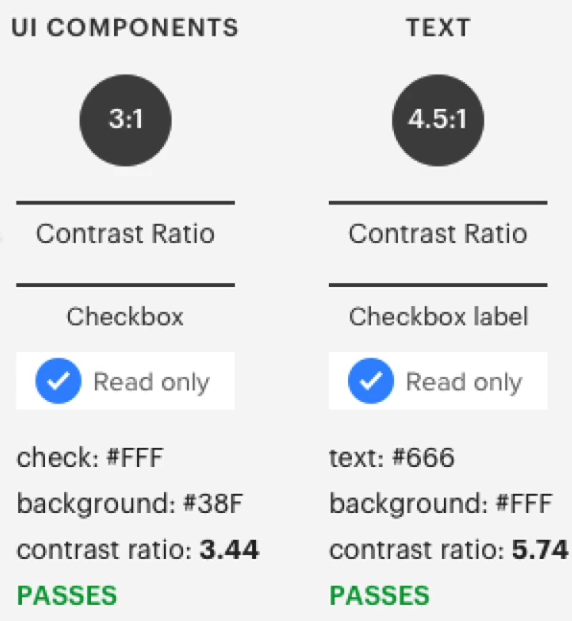 UI COMPONENTS
3:1
Contrast Ratio
Checkbox
Read only
check: #FFF
background: #38F
contrast ratio: 3.44
PASSES
TEXT
4.5:1
Contrast Ratio
Checkbox label
Read only
text: #666
background: #FFF
contrast ratio: 5.74
PASSES